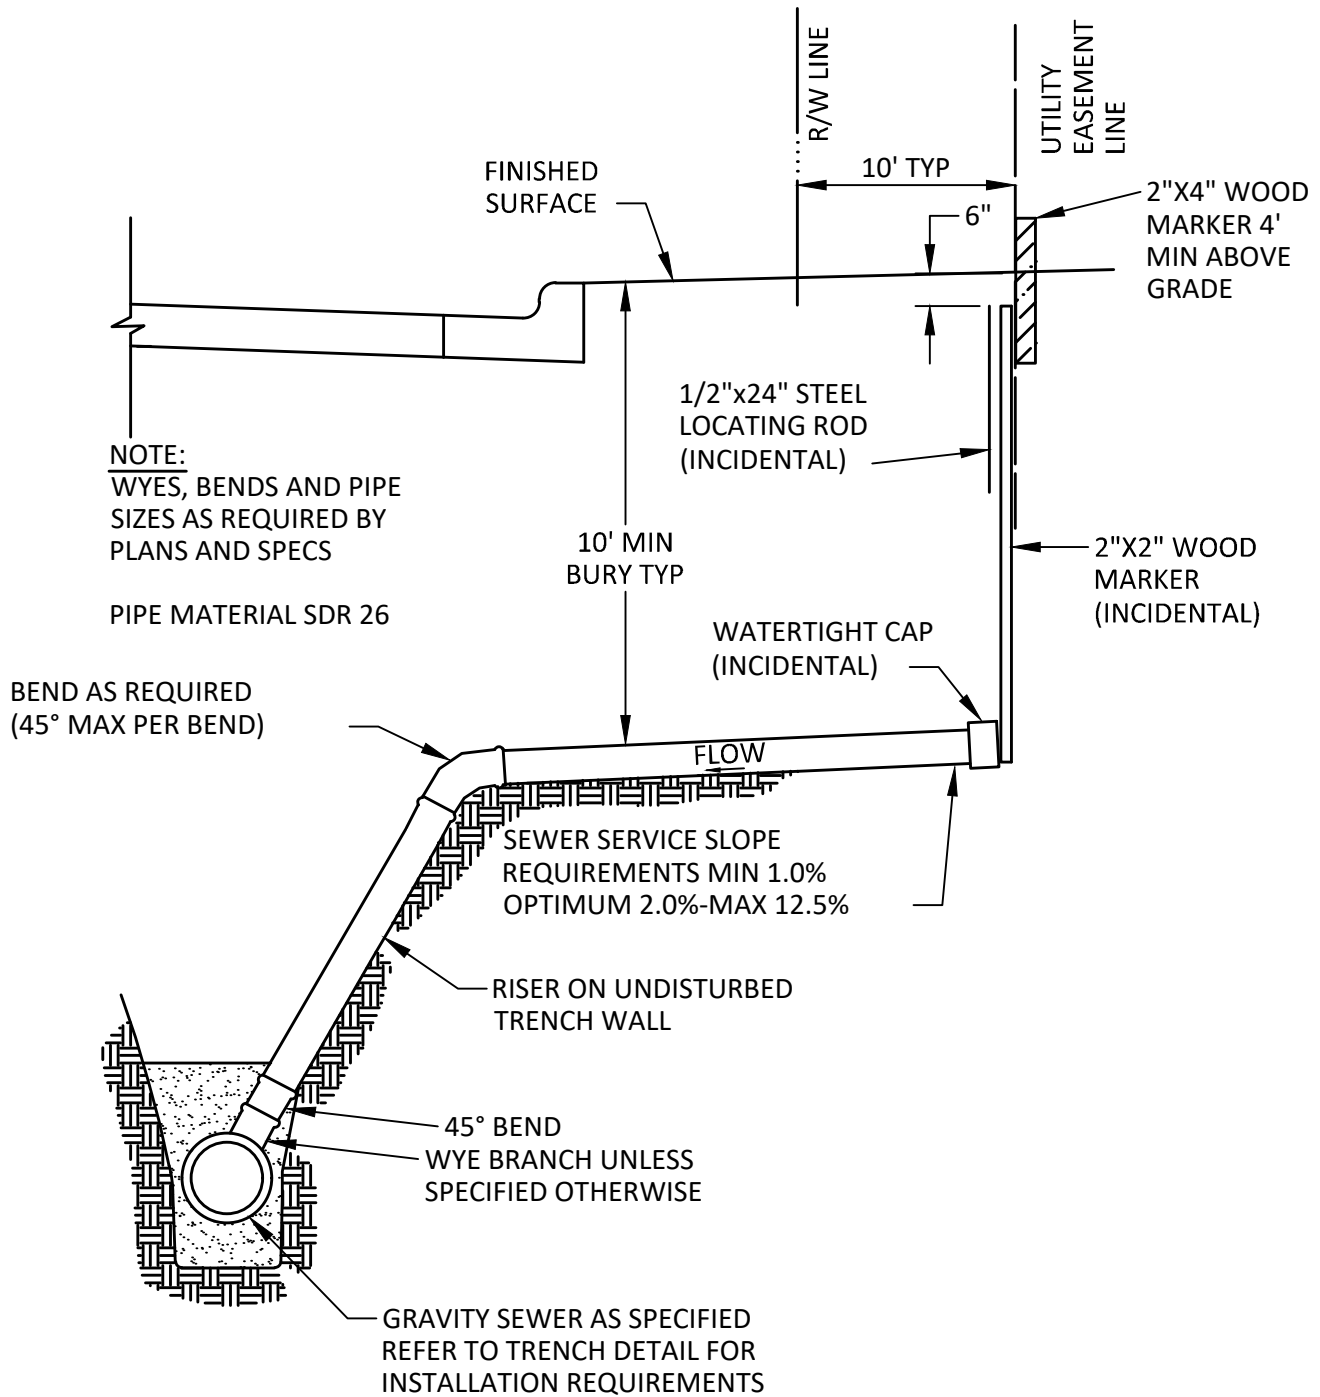 R/W LINE
UTILITY
EASEMENT
LINE
FINISHED
SURFACE
10' TYP
6"
2"X4" WOOD
MARKER 4'
MIN ABOVE
GRADE
1/2"x24" STEEL
LOCATING ROD
(INCIDENTAL)
NOTE:
WYES, BENDS AND PIPE
SIZES AS REQUIRED BY
PLANS AND SPECS
PIPE MATERIAL SDR 26
10' MIN
BURY TYP
2"X2" WOOD
MARKER
(INCIDENTAL)
WATERTIGHT CAP
(INCIDENTAL)
BEND AS REQUIRED
(45° MAX PER BEND)
FLOW
SEWER SERVICE SLOPE
REQUIREMENTS MIN 1.0%
OPTIMUM 2.0%-MAX 12.5%
RISER ON UNDISTURBED
TRENCH WALL
45° BEND
WYE BRANCH UNLESS
SPECIFIED OTHERWISE
GRAVITY SEWER AS SPECIFIED
REFER TO TRENCH DETAIL FOR
INSTALLATION REQUIREMENTS